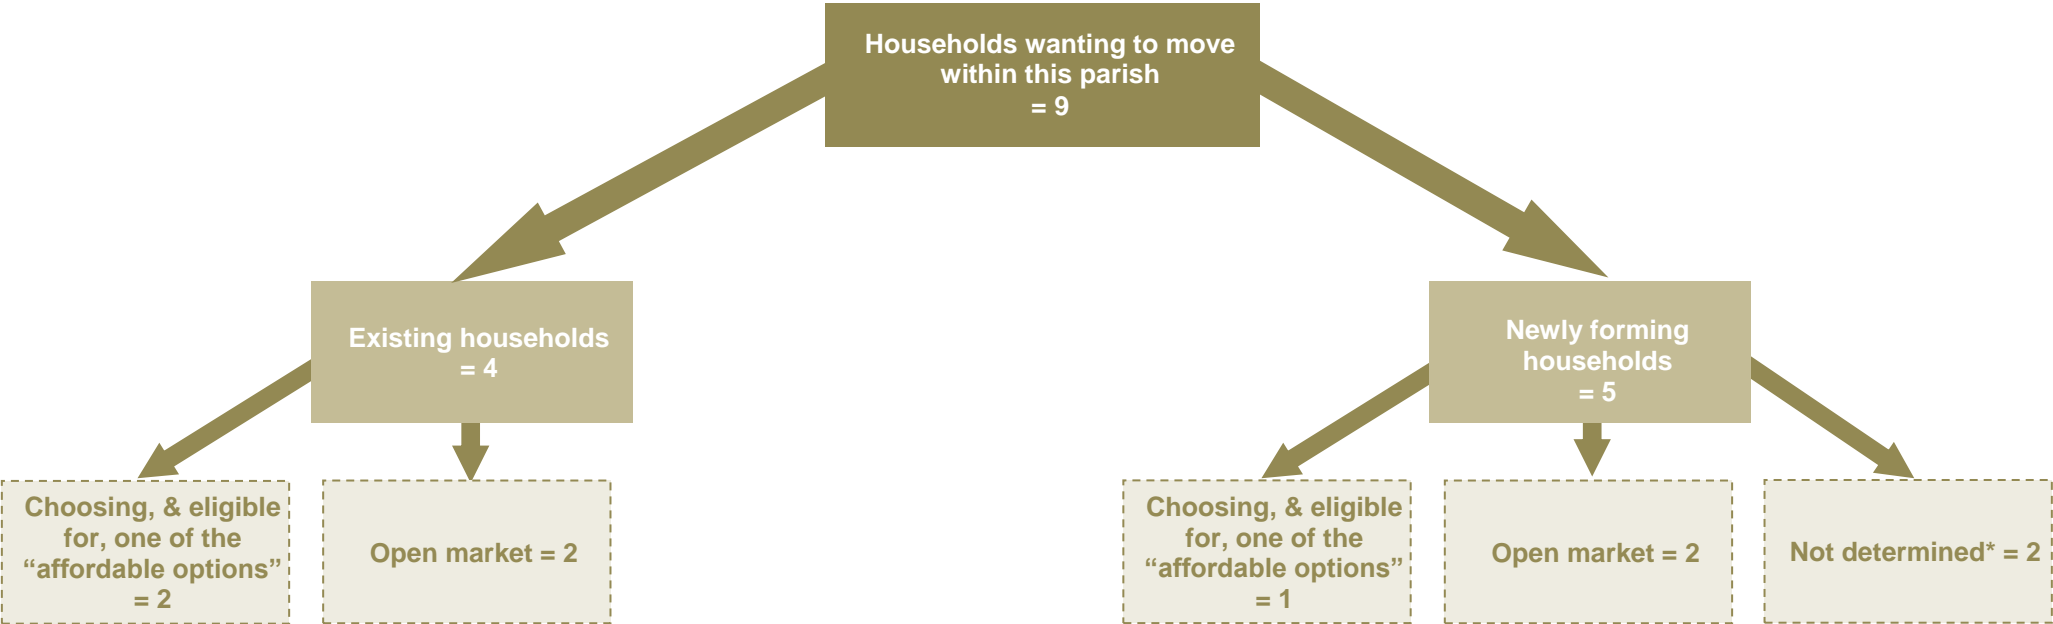 Households wanting to move
within this parish
= 9
Existing households
= 4
Newly forming
households
= 5
Choosing, & eligible
for, one of the
“affordable options”
= 2
Open market = 2
Choosing, & eligible
for, one of the
“affordable options”
= 1
Open market = 2
Not determined* = 2